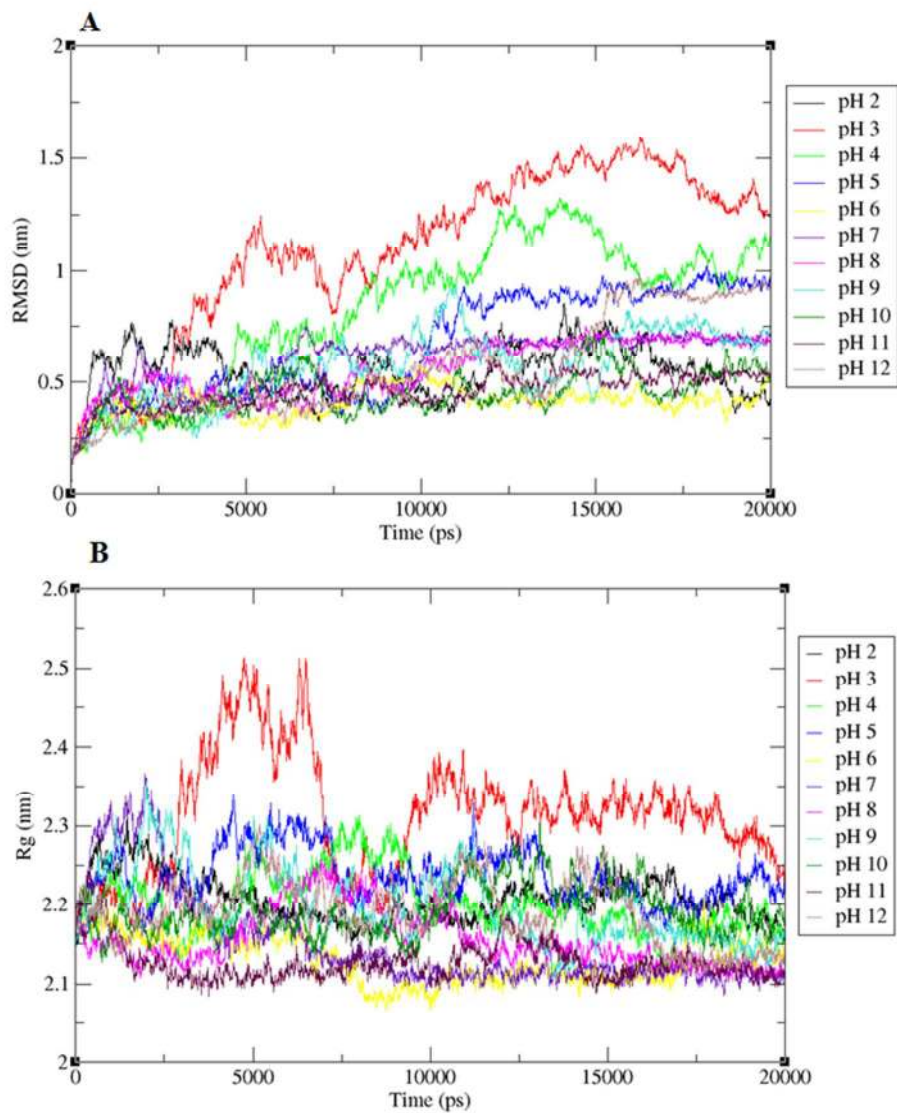 A
2
1.5
1
0.5
0
RMSD (nm)
0
5000
10000
15000
20000
Time (ps)
pH 2
pH 3
pH 4
pH 5
pH 6
pH 7
pH 8
pH 9
pH 10
pH 11
pH 12
B
2.6
2.5
2.4
2.3
2.2
2.1
2
Rg (nm)
0
5000
10000
15000
20000
Time (ps)
pH 2
pH 3
pH 4
pH 5
pH 6
pH 7
pH 8
pH 9
pH 10
pH 11
pH 12